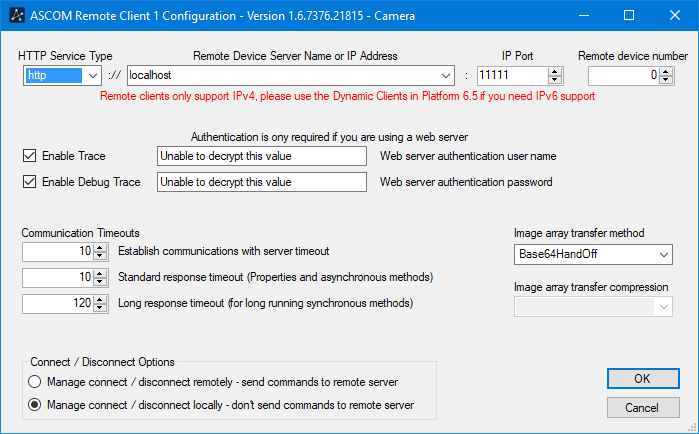 ASCOM Remote Client 1 Configuration - Version 1.6.7376.21815 - Camera
HTTP Service Type Remote Device Server Name or IP Address IP Port Remote device number
http :// localhost : 11111 0
Remote clients only support IPv4, please use the Dynamic Clients in Platform 6.5 if you need IPv6 support
Authentication is ony required if you are using a web server
Enable Trace Unable to decrypt this value Web server authentication user name
Enable Debug Trace Unable to decrypt this value Web server authentication password
Communication Timeouts Image array transfer method
10 Establish communications with server timeout Base64HandOff
10 Standard response timeout (Properties and asynchronous methods)
Image array transfer compression
120 Long response timeout (for long running synchronous methods)
Connect / Disconnect Options
Manage connect / disconnect remotely - send commands to remote server
OK
Manage connect / disconnect locally - don't send commands to remote server
Cancel